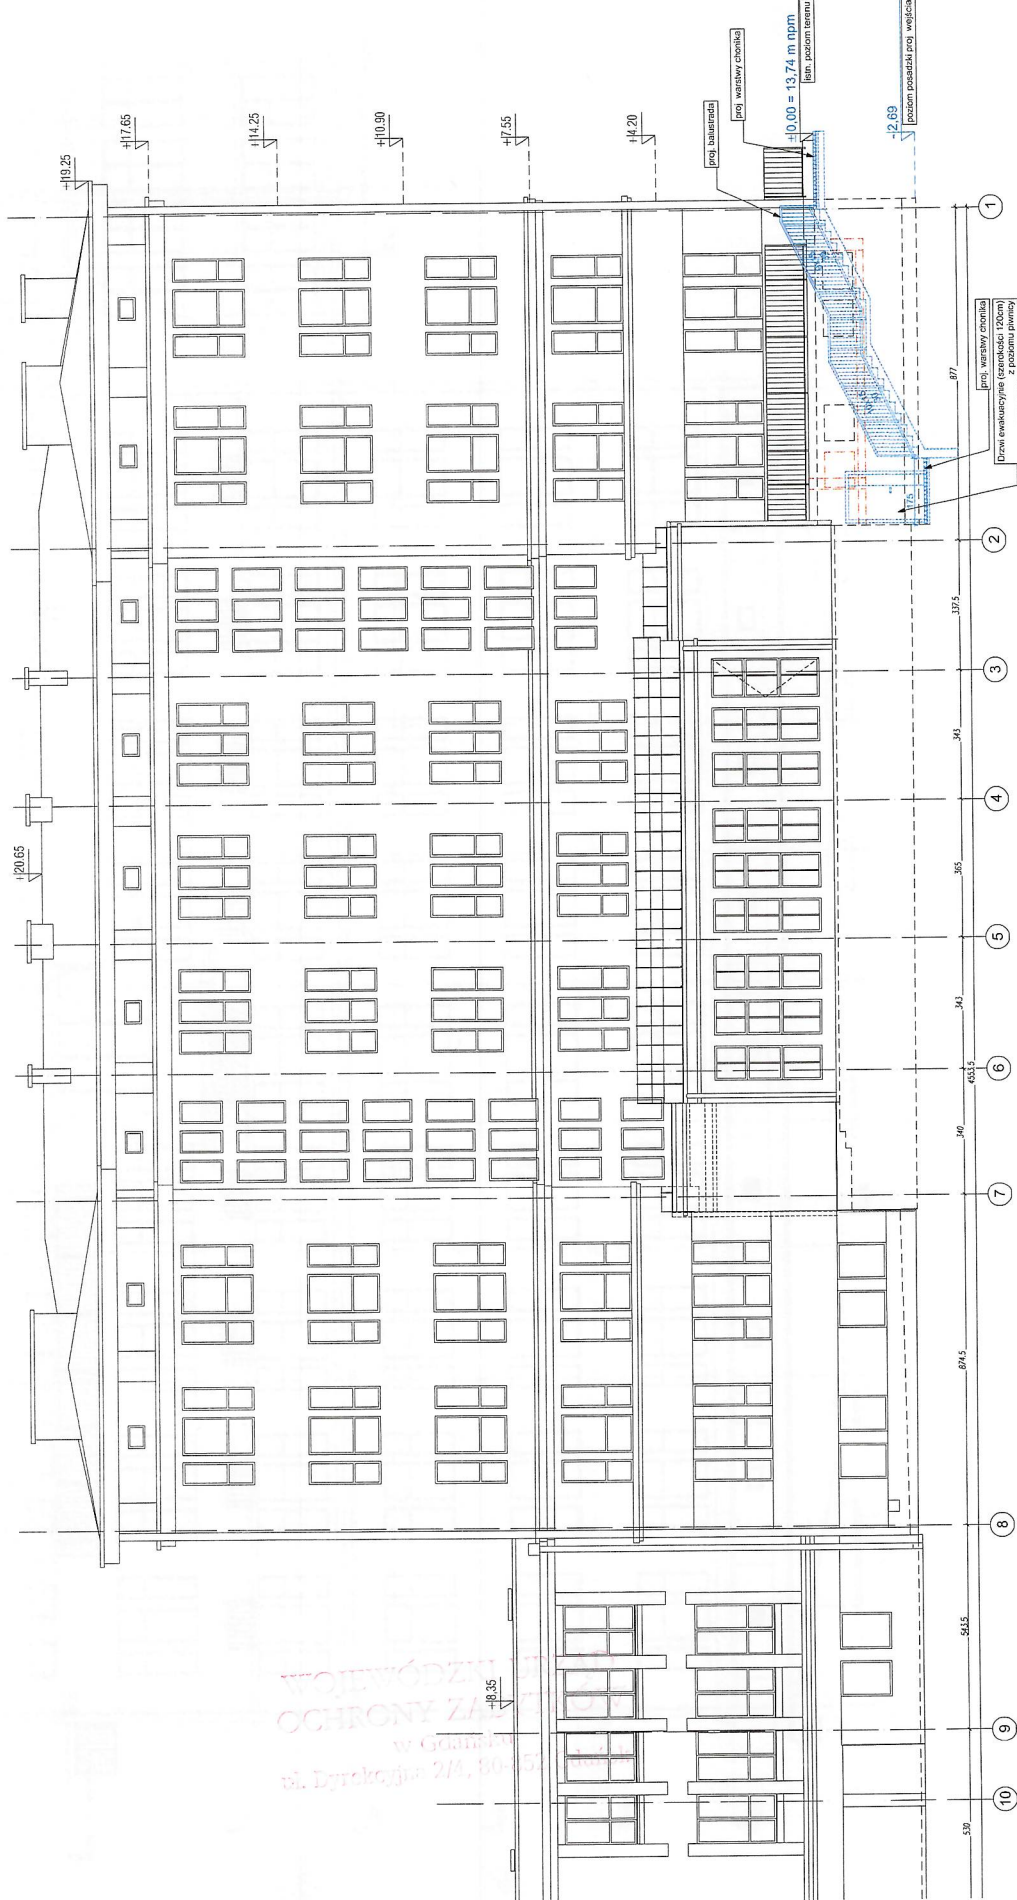 +20.65
+19.25
+17.65
+14.25
+10.90
+7.55
+4.20
+8,35
proj. balustrada
proj. warstwy chonika
±0,00 = 13,74 m npm
istn. poziom terenu
-2,69
poziom posadzki proj. wejścia
proj. warstwy chonika
Drzwi ewakuacyjne (szerokości 120cm)
z poziomu piwnicy
175
530
543.5
874.5
340
343
365
343
337.5
877
4553.5
10
9
8
7
6
5
4
3
2
1
WOJEWÓDZKI URZĄD
OCHRONY ZABYTKÓW
w Gdańsku
ul. Dyrekcyjna 2/4, 80-852 Gdańsk